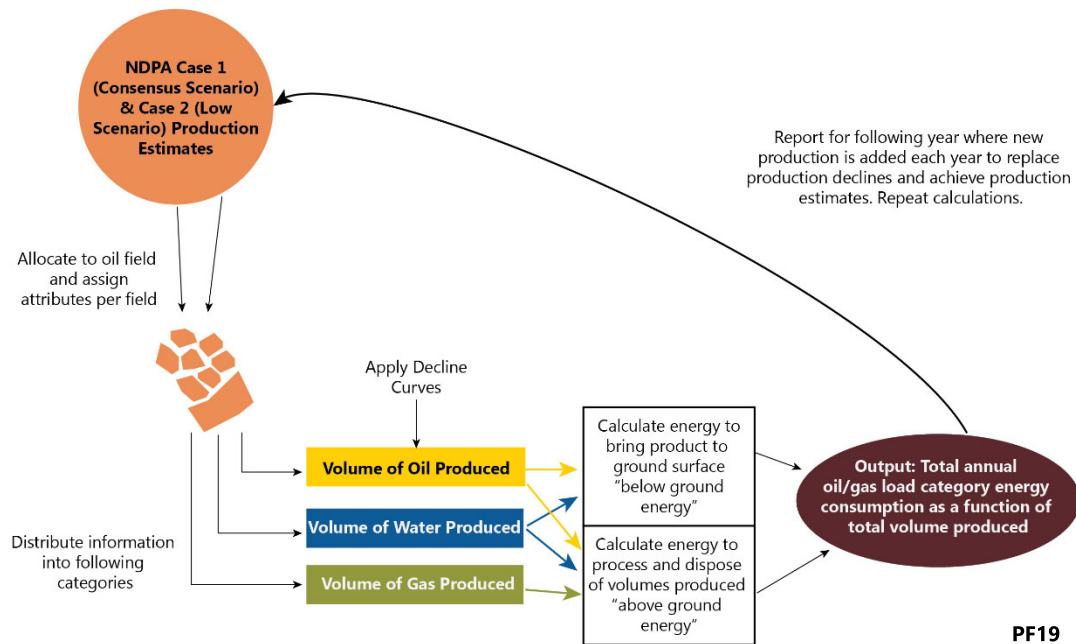 NDPA Case 1
(Consensus Scenario)
& Case 2 (Low
Scenario) Production
Estimates
Report for following year where new
production is added each year to replace
production declines and achieve production
estimates. Repeat calculations.
Allocate to oil field
and assign
attributes per field
Apply Decline
Curves
Volume of Oil Produced
Volume of Water Produced
Volume of Gas Produced
Distribute information
into following
categories
Calculate energy to
bring product to
ground surface
“below ground
energy”
Calculate energy to
process and dispose
of volumes produced
“above ground
energy”
Output: Total annual
oil/gas load category energy
consumption as a function of
total volume produced
PF19